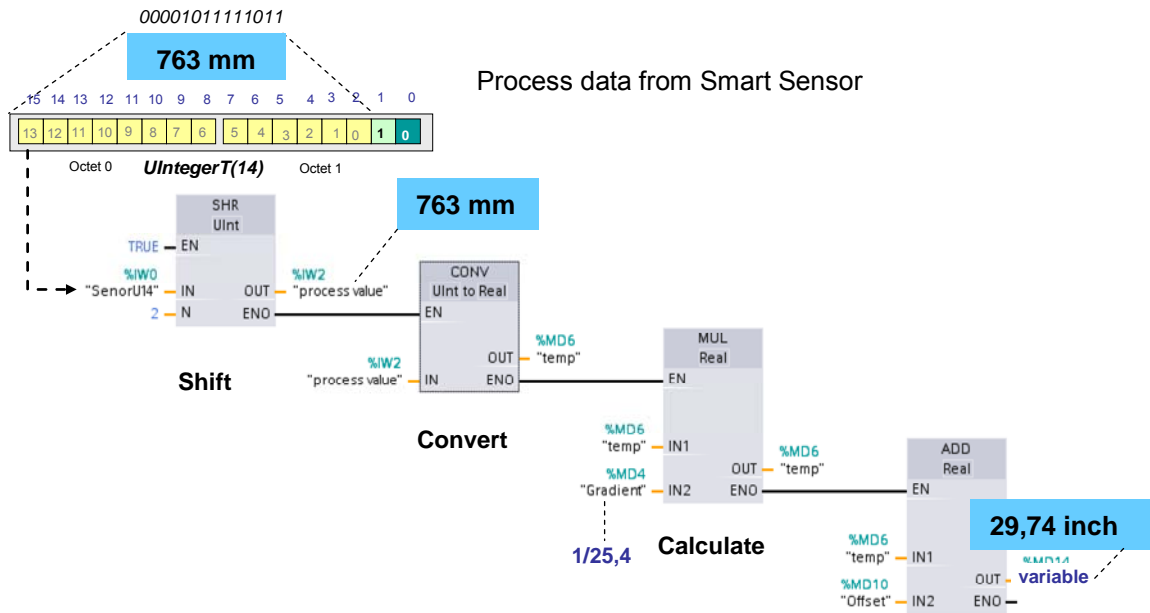 00001011111011
763 mm
Process data from Smart Sensor
15 14 13 12 11 10 9 8 7 6 5 4 3 2 1 0
13 12 11 10 9 8 7 6 5 4 3 2 1 0 1 0
Octet 0 UIntegerT(14) Octet 1
SHR
UInt
TRUE EN
%IW0
"SenorU14" IN
2 N
OUT
ENO
%IW2
"process value"
763 mm
Shift
CONV
UInt to Real
EN
%IW2
"process value" IN
OUT
ENO
%MD6
"temp"
Convert
MUL
Real
EN
%MD6
"temp" IN1
%MD4
"Gradient" IN2
1/25,4
OUT
ENO
%MD6
"temp"
Calculate
ADD
Real
EN
29,74 inch
%MD6
"temp" IN1
%MD10
"Offset" IN2
%MD14
OUT variable
ENO